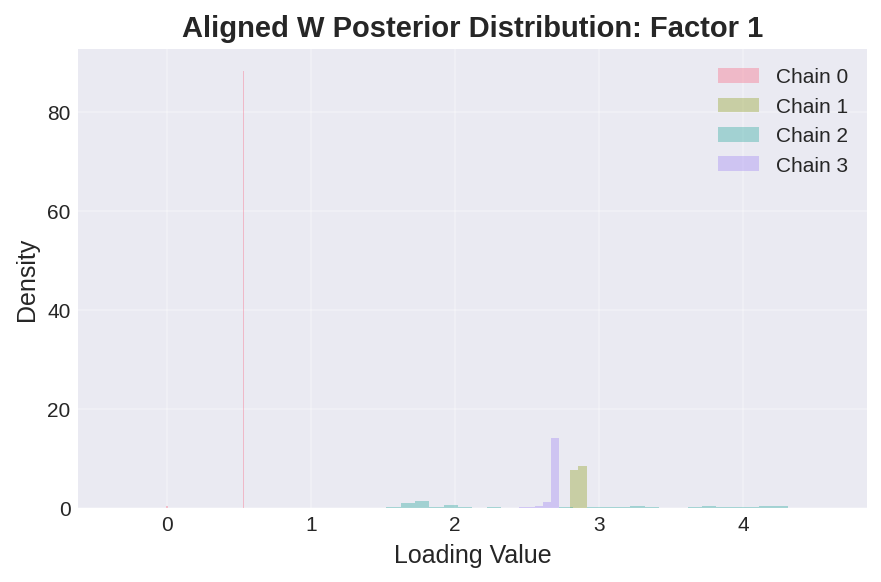 Aligned W Posterior Distribution: Factor 1
Chain 0
Chain 1
Chain 2
Chain 3
80
60
40
20
0
Density
0 1 2 3 4
Loading Value